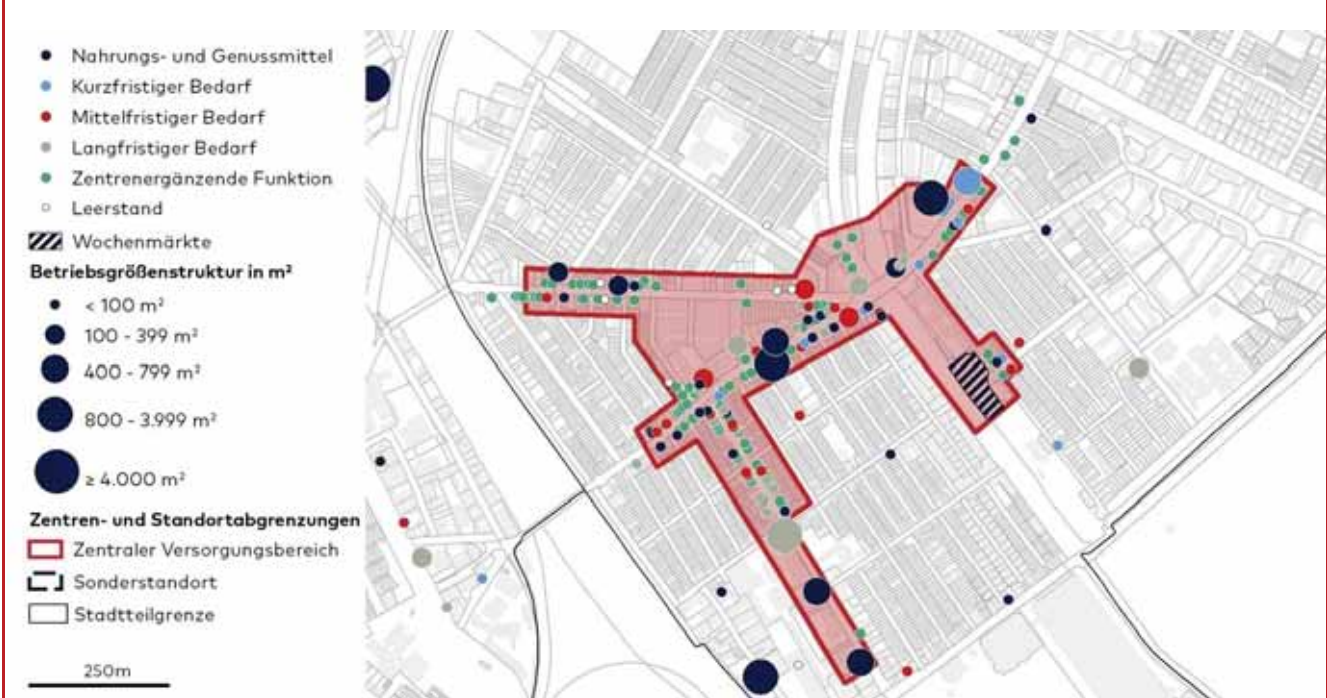 Nahrungs- und Genussmittel
Kurzfristiger Bedarf
Mittelfristiger Bedarf
Langfristiger Bedarf
Zentrenergänzende Funktion
Leerstand
Wochenmärkte
Betriebsgrößenstruktur in m²
< 100 m²
100 - 399 m²
400 - 799 m²
800 - 3.999 m²
≥ 4.000 m²
Zentren- und Standortabgrenzungen
Zentraler Versorgungsbereich
Sonderstandort
Stadtteilgrenze
250m